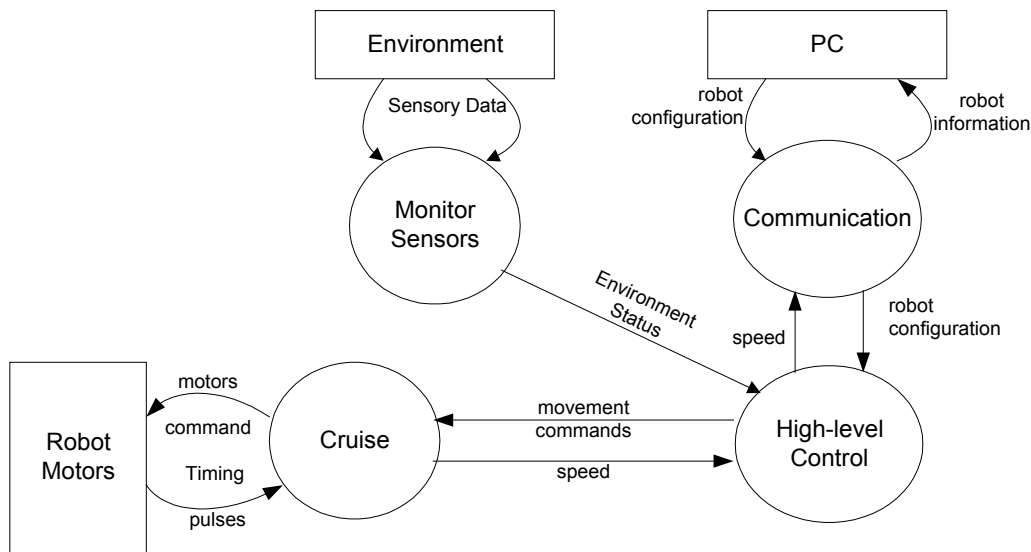 Environment
PC
Sensory Data
robot
configuration)
robot
information
Monitor
Sensors
Communication
Environment
Status
speed
robot
configuration
Robot
Motors
motors
command
Timing
pulses
Cruise
movement
commands
speed
High-level
Control